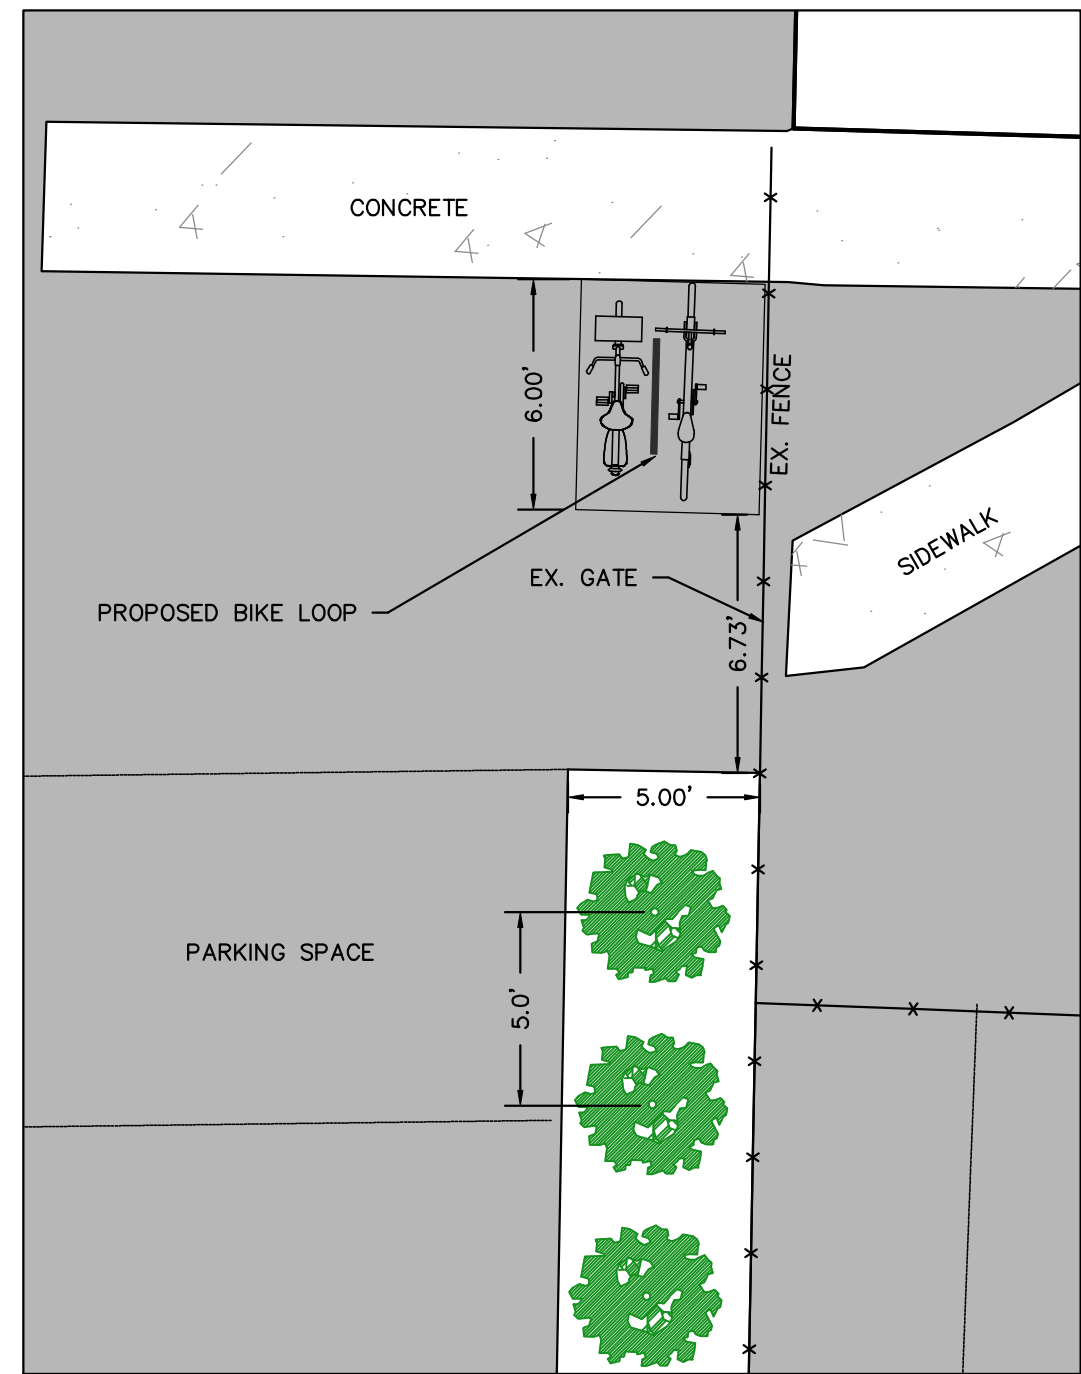 CONCRETE
6.00'
EX. FENCE
SIDEWALK
EX. GATE
PROPOSED BIKE LOOP
6.73'
5.00'
PARKING SPACE
5.0'